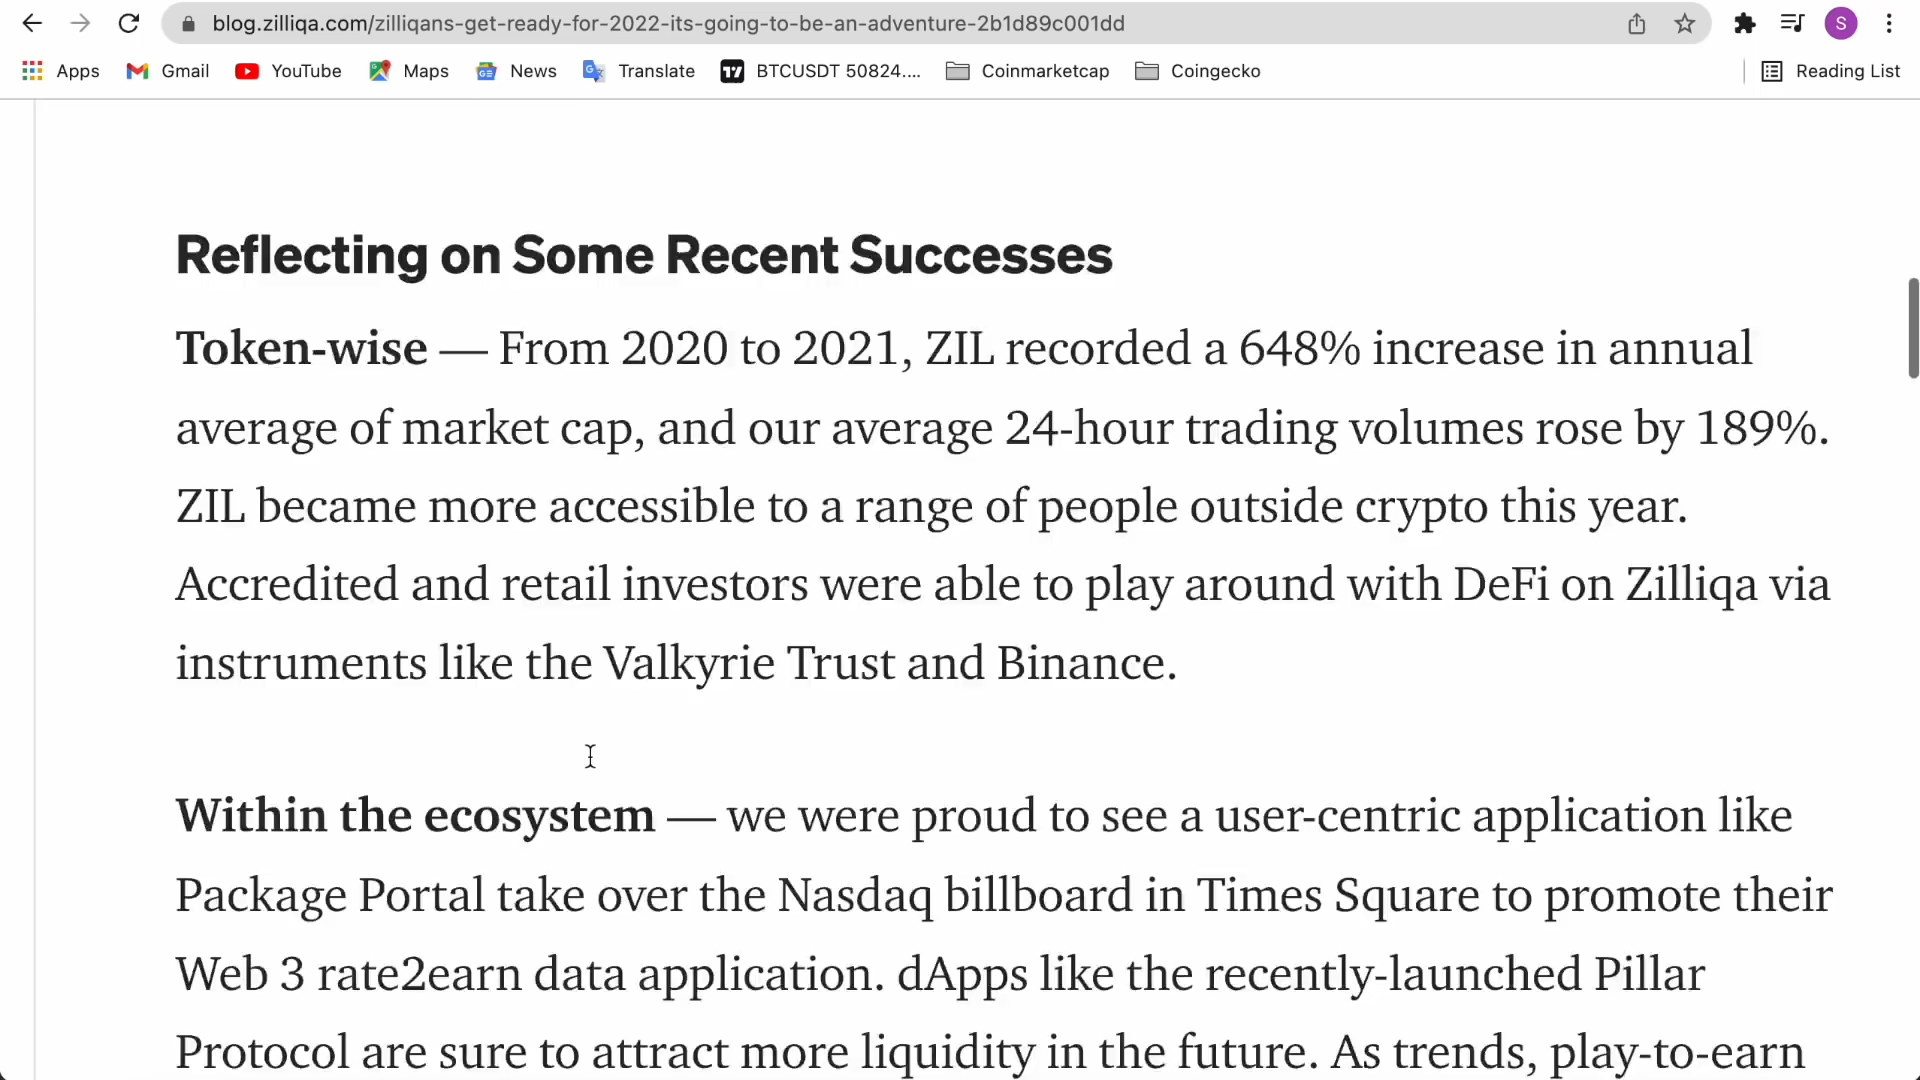 blog.zilliqa.com/zilliqans-get-ready-for-2022-its-going-to-be-an-adventure-2b1d89c001dd
S
Apps Gmail YouTube Maps News Translate BTCUSDT 50824.... Coinmarketcap Coingecko Reading List
Reflecting on Some Recent Successes
Token-wise — From 2020 to 2021, ZIL recorded a 648% increase in annual
average of market cap, and our average 24-hour trading volumes rose by 189%.
ZIL became more accessible to a range of people outside crypto this year.
Accredited and retail investors were able to play around with DeFi on Zilliqa via
instruments like the Valkyrie Trust and Binance.
Within the ecosystem — we were proud to see a user-centric application like
Package Portal take over the Nasdaq billboard in Times Square to promote their
Web 3 rate2earn data application. dApps like the recently-launched Pillar
Protocol are sure to attract more liquidity in the future. As trends, play-to-earn